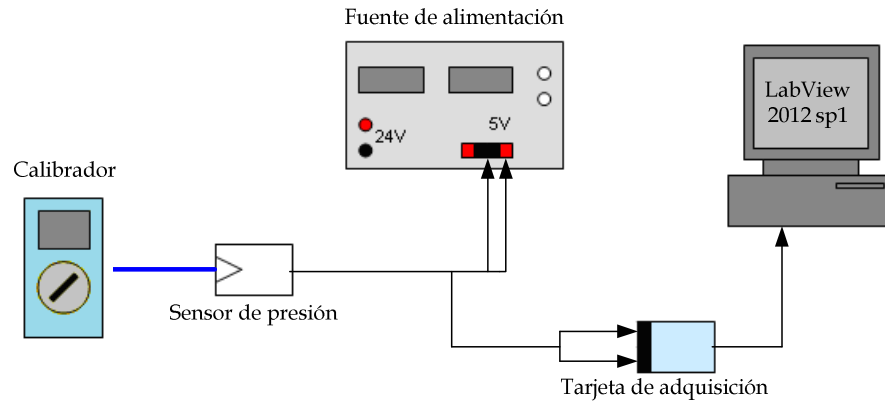 Fuente de alimentación
LabView
2012 sp1
5V
24V
Calibrador
Sensor de presión
Tarjeta de adquisición